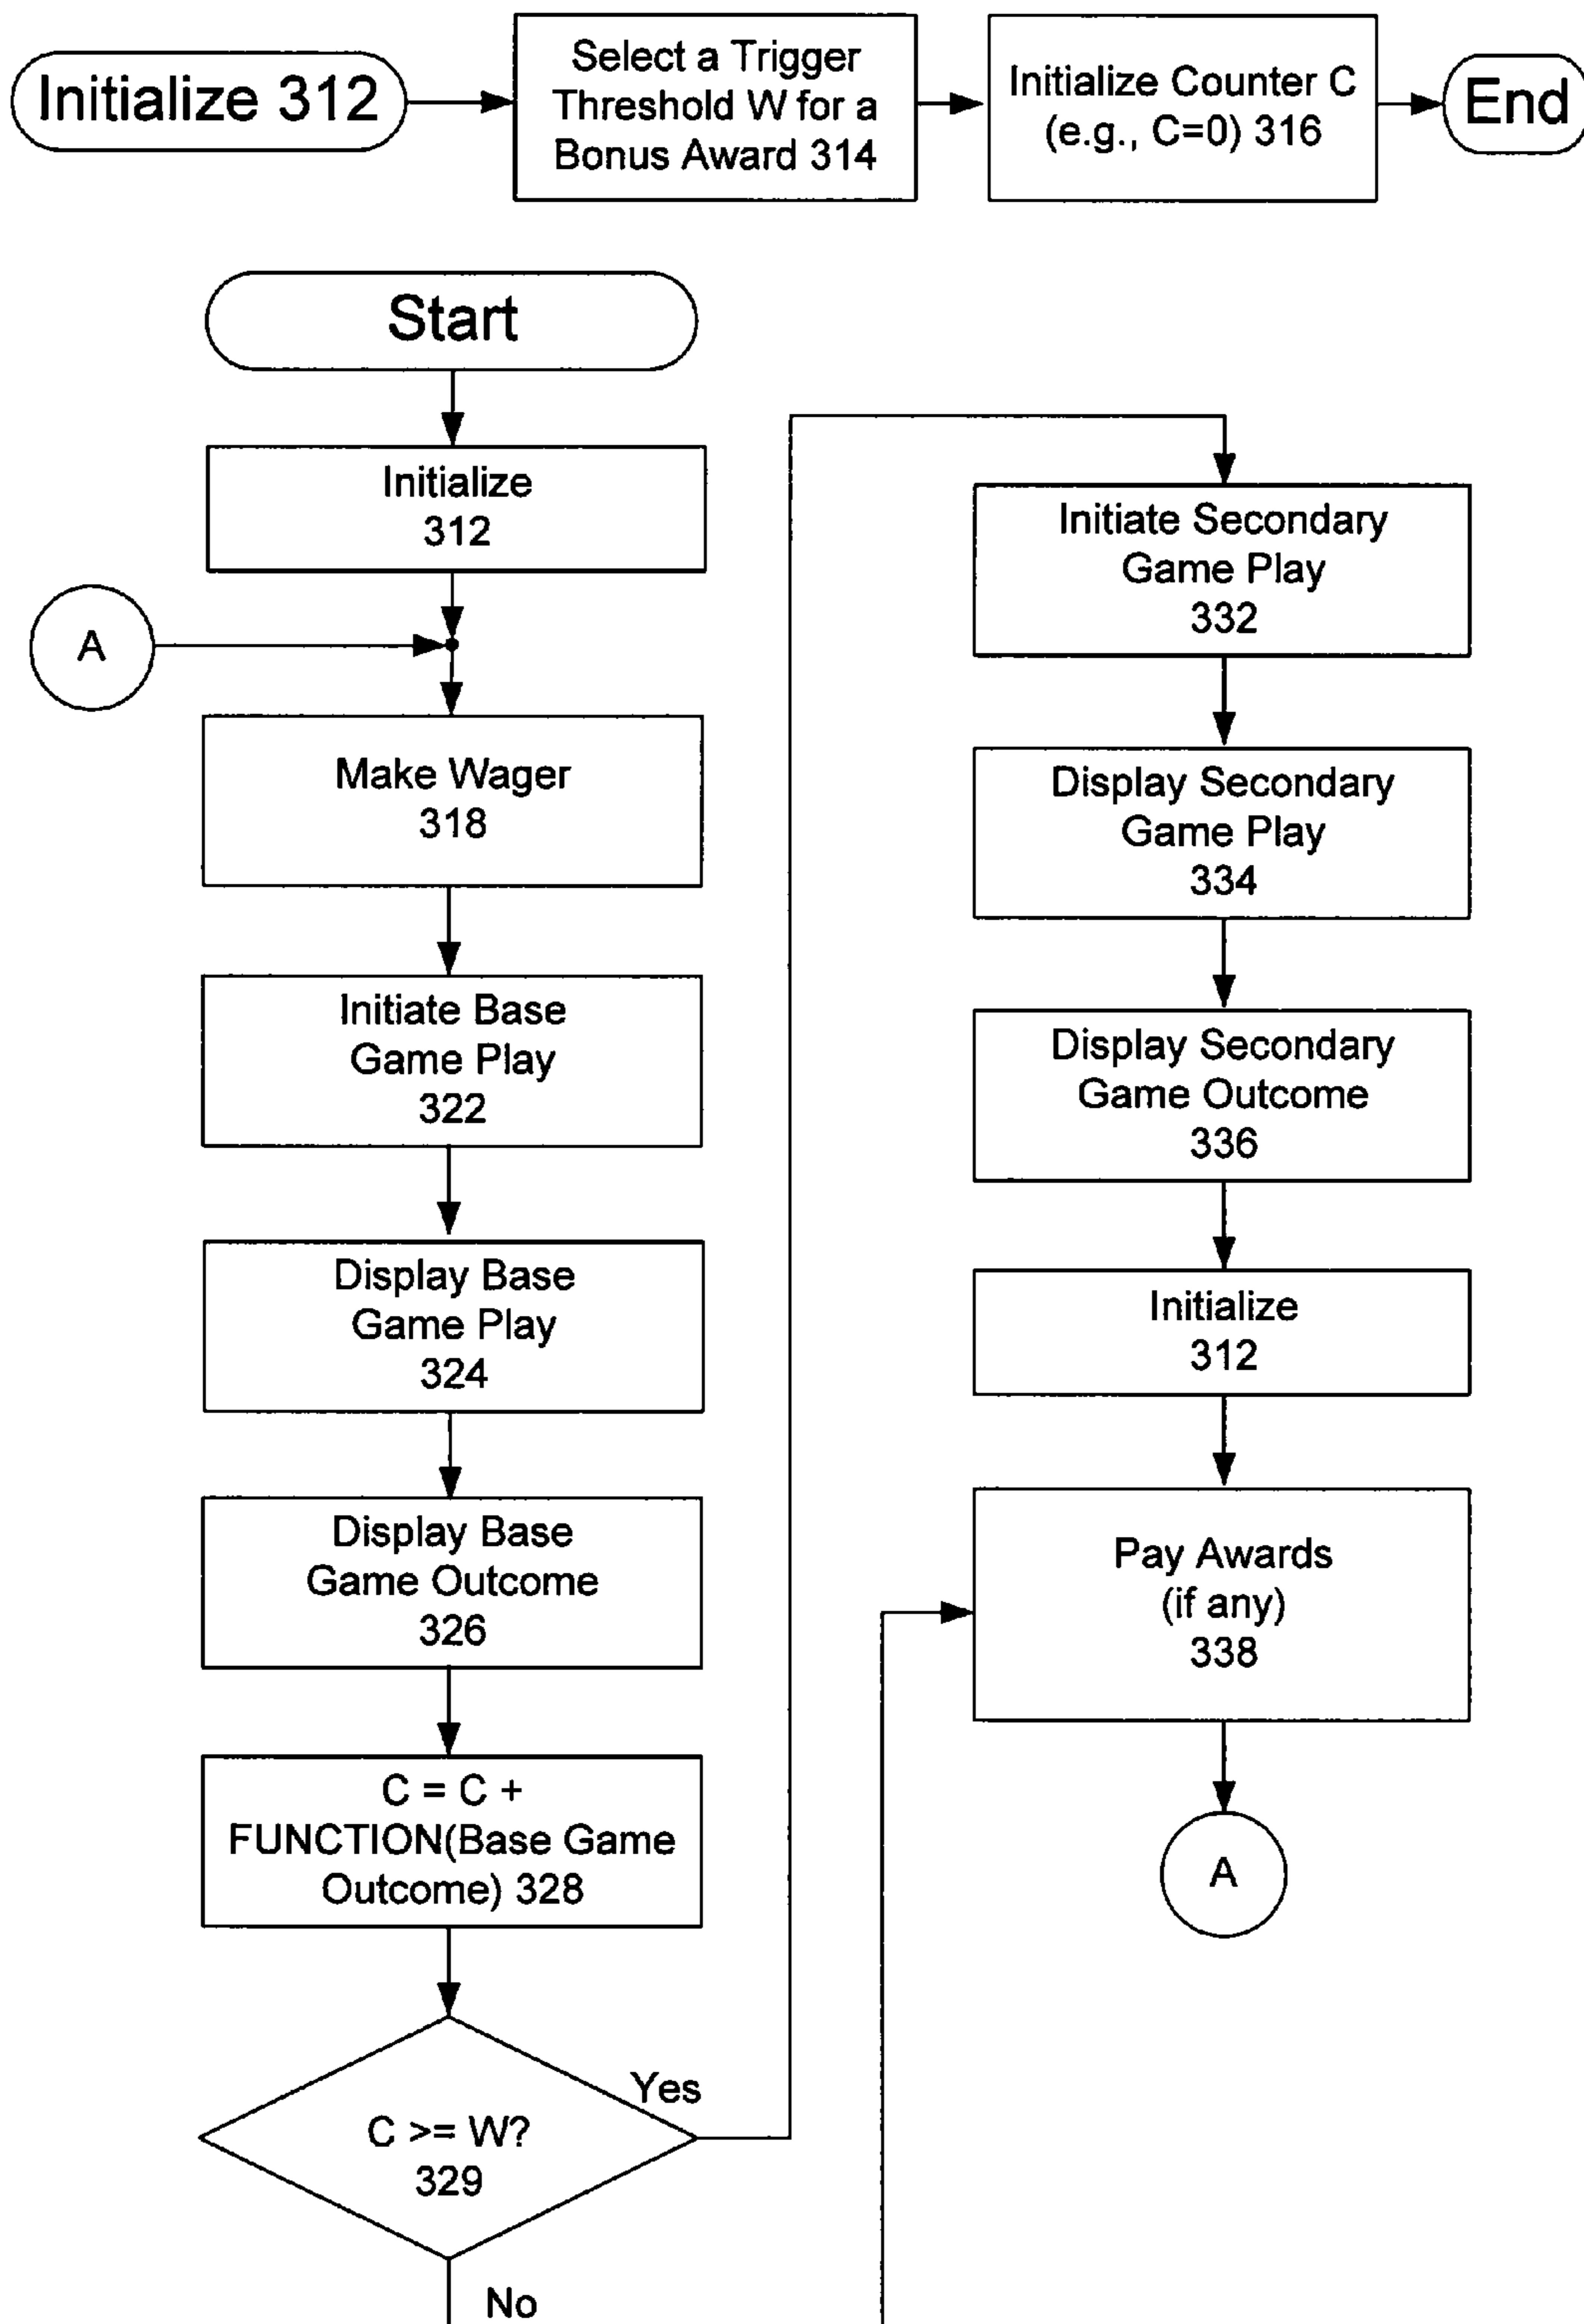 Initialize 312
Select a Trigger
Threshold W for a
Bonus Award 314
Initialize Counter C
(e.g., C=0) 316
End
Start
Initialize
312
A
Make Wager
318
Initiate Base
Game Play
322
Display Base
Game Play
324
Display Base
Game Outcome
326
C = C +
FUNCTION(Base Game
Outcome) 328
C >= W?
329
Yes
No
Initiate Secondary
Game Play
332
Display Secondary
Game Play
334
Display Secondary
Game Outcome
336
Initialize
312
Pay Awards
(if any)
338
A